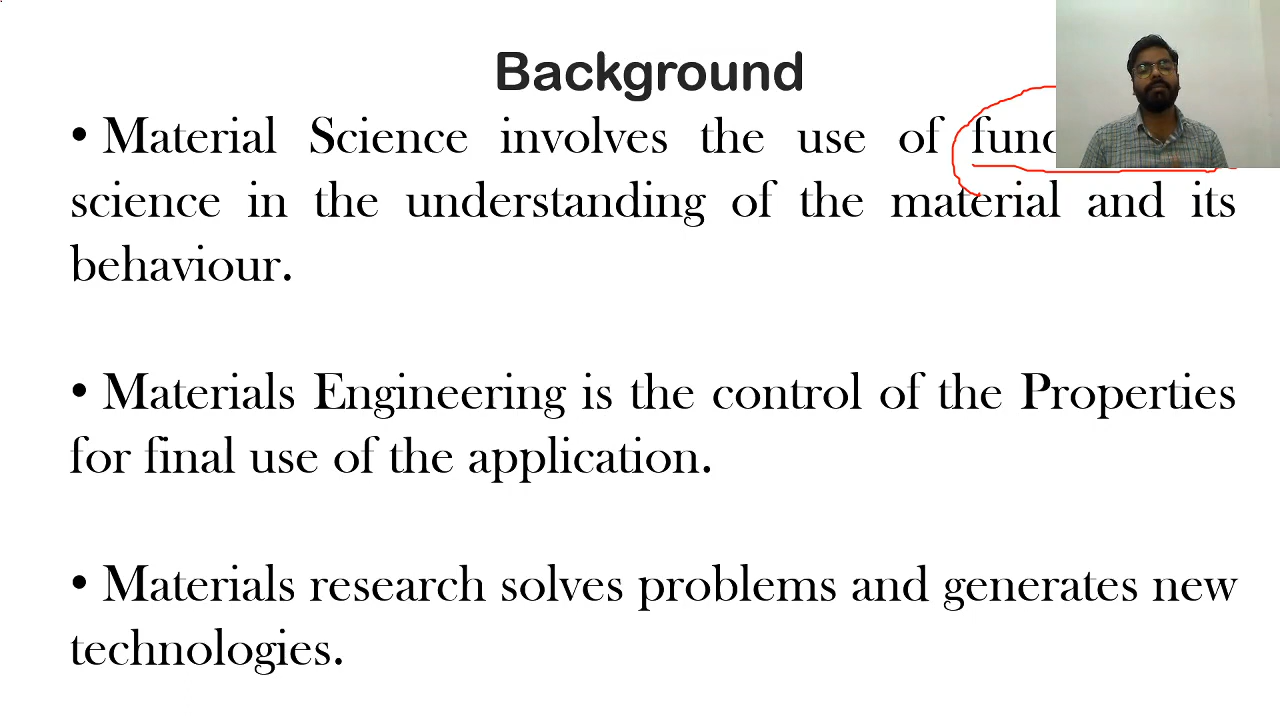 Background
• Material Science involves the use of
science in the understanding of the material and its
behaviour.
• Materials Engineering is the control of the Properties
for final use of the application.
• Materials research solves problems and generates new
technologies.